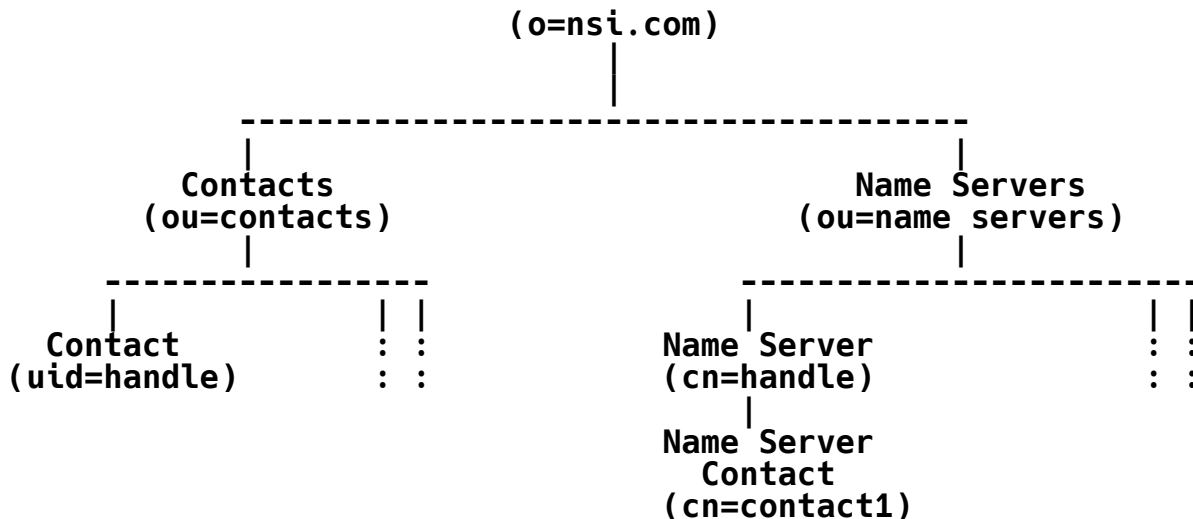 (o=nsi.com)
|
|
--------------------------------------
| |
Contacts Name Servers
(ou=contacts) (ou=name servers)
| |
----------------- ------------------------
| | | | | |
Contact : : Name Server : :
(uid=handle) : : (cn=handle) : :
|
Name Server
Contact
(cn=contact1)